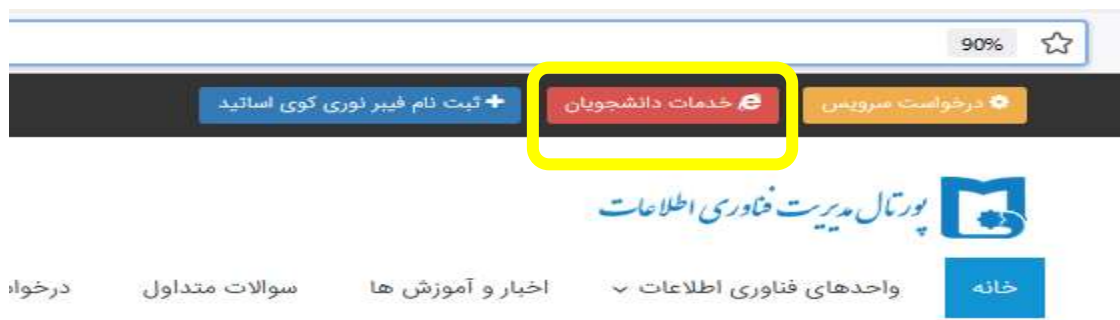 90%
درخواست سرویس خدمات دانشجویان ثبت نام فیبر نوری کوی اساتید
پورتال مدیریت فناوری اطلاعات
خانه واحدهای فناوری اطلاعات اخبار و آموزش ها سوالات متداول